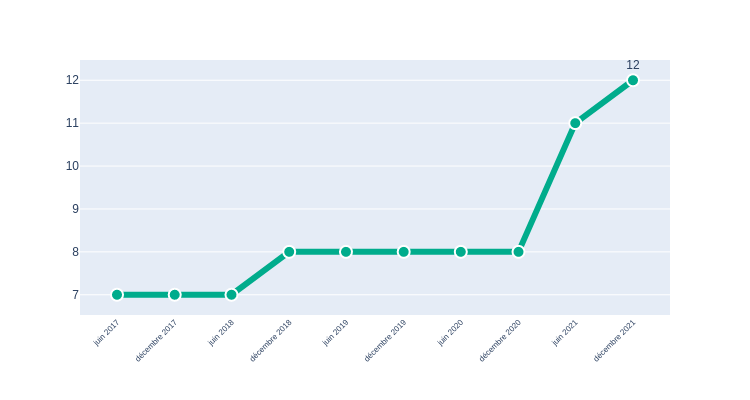 12
12
11
10
9
8
7
juin 2017
décembre 2017
juin 2018
décembre 2018
juin 2019
décembre 2019
juin 2020
décembre 2020
juin 2021
décembre 2021